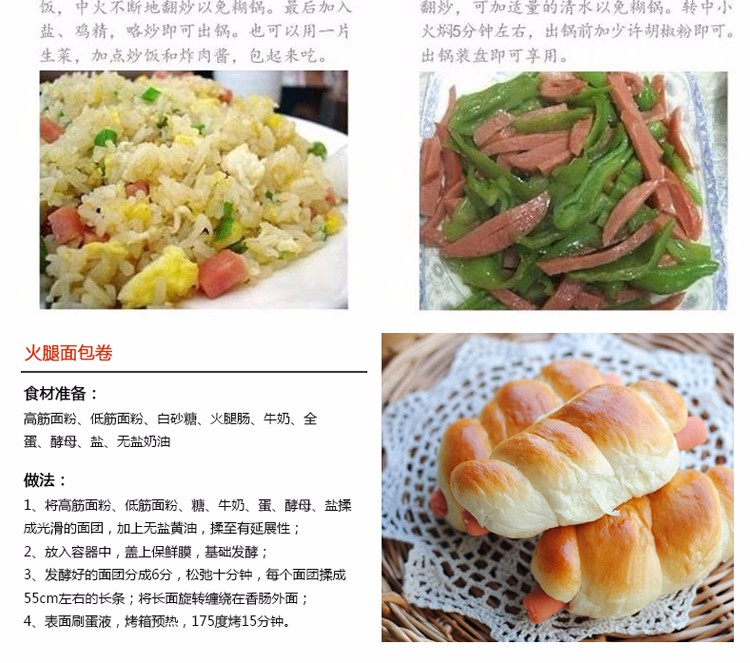 饭，中火不断地翻炒以免糊锅。最后加入
盐、鸡精，略炒即可出锅。也可以用一片
生菜，加点炒饭和炸肉酱，包起来吃。
翻炒，可加适量的清水以免糊锅。转中小
火焖5分钟左右，出锅前加少许胡椒粉即可。
出锅装盘即可享用。
火腿面包卷
食材准备：
高筋面粉、低筋面粉、白砂糖、火腿肠、牛奶、全
蛋、酵母、盐、无盐奶油
做法：
1、将高筋面粉、低筋面粉、糖、牛奶、蛋、酵母、盐揉
成光滑的面团，加上无盐黄油，揉至有延展性；
2、放入容器中，盖上保鲜膜，基础发酵；
3、发酵好的面团分成6分，松弛十分钟，每个面团揉成
55cm左右的长条；将长面旋转缠绕在香肠外面；
4、表面刷蛋液，烤箱预热，175度烤15分钟。